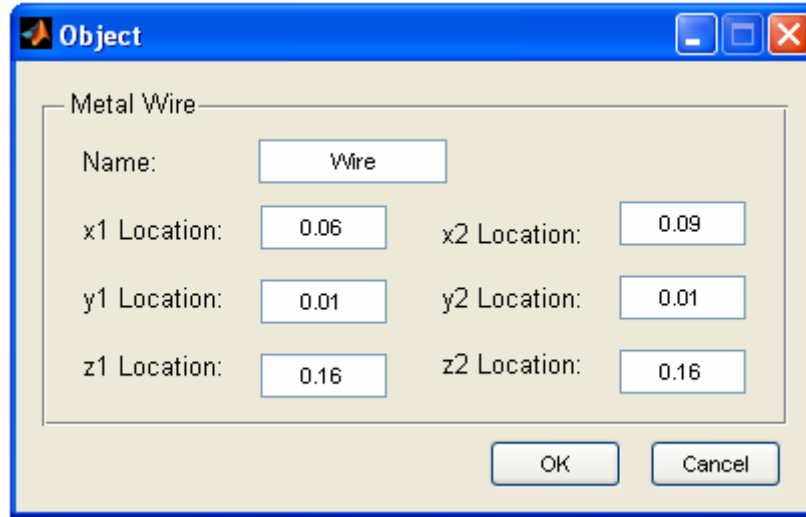 Object
Metal Wire
Name: Wire
x1 Location: 0.06 x2 Location: 0.09
y1 Location: 0.01 y2 Location: 0.01
z1 Location: 0.16 z2 Location: 0.16
OK Cancel